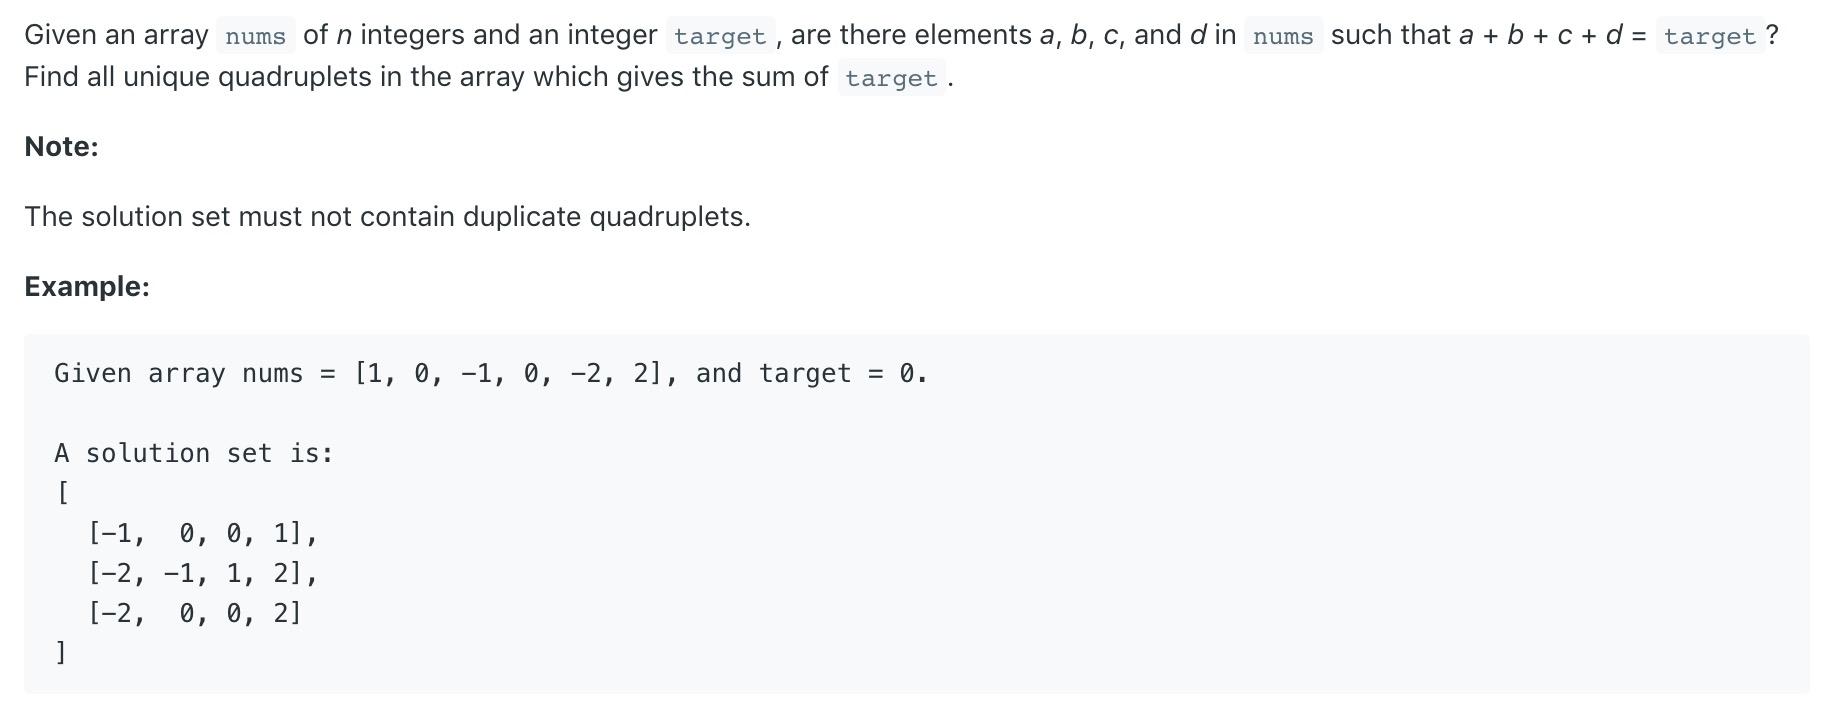 Given an array nums of n integers and an integer target , are there elements a, b, c, and d in nums such that a + b + c + d = target ?
Find all unique quadruplets in the array which gives the sum of target .
Note:
The solution set must not contain duplicate quadruplets.
Example:
Given array nums = [1, 0, −1, 0, −2, 2], and target = 0.
A solution set is:
[
[−1, 0, 0, 1],
[−2, −1, 1, 2],
[−2, 0, 0, 2]
]